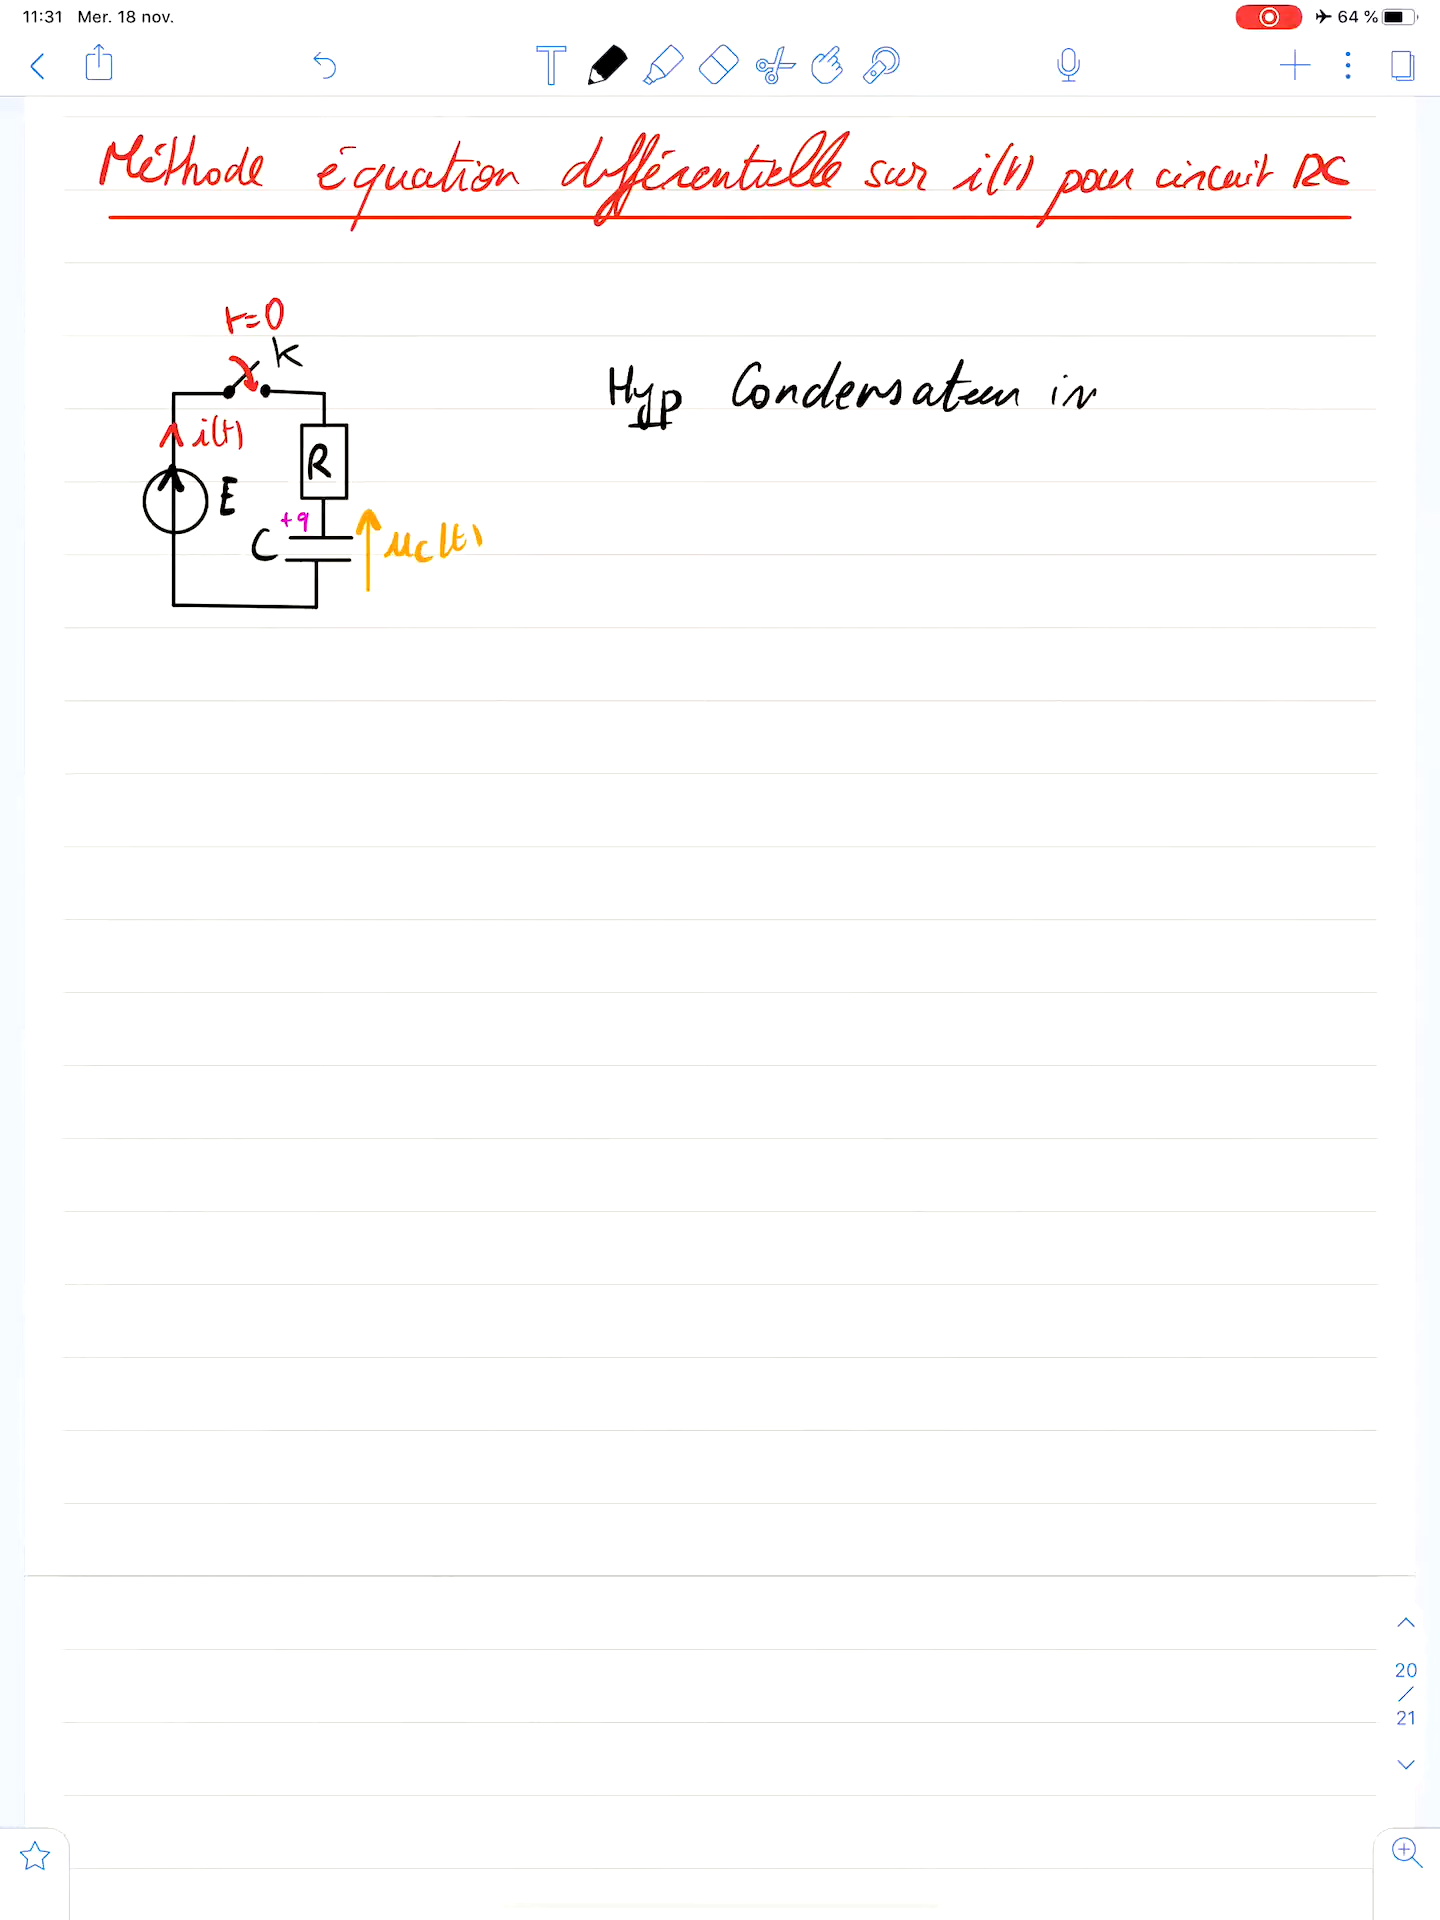 11:31 Mer. 18 nov. 64 %
T
Méthode équation différentielle sur i(t) pour circuit RC
t=0
K
Hyp Condensateur in
i(t)
R
E
+q
C
uc(t)
20
/
21